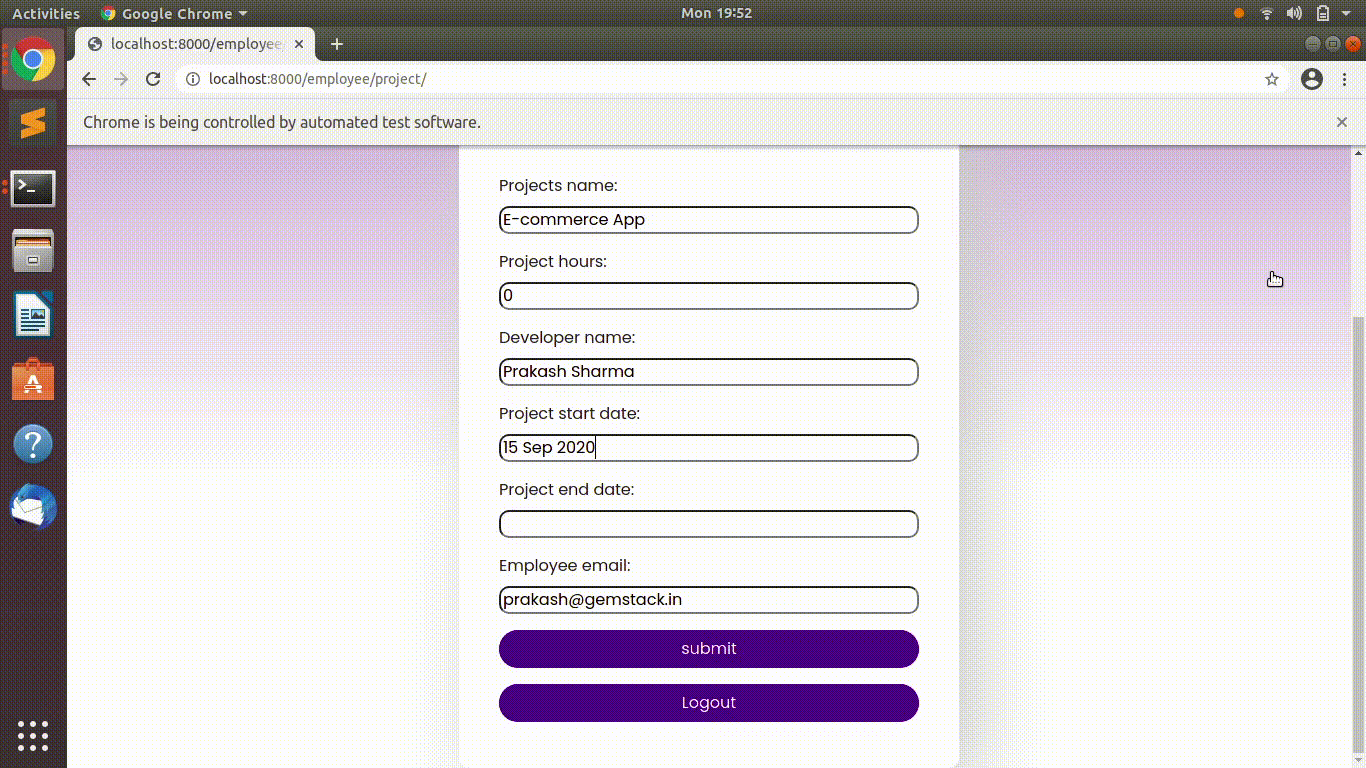 Activities Google Chrome Mon 19:52
localhost:8000/employee
localhost:8000/employee/project/
Chrome is being controlled by automated test software.
Projects name:
E-commerce App
Project hours:
0
Developer name:
Prakash Sharma
Project start date:
15 Sep 2020
Project end date:
Employee email:
prakash@gemstack.in
submit
Logout